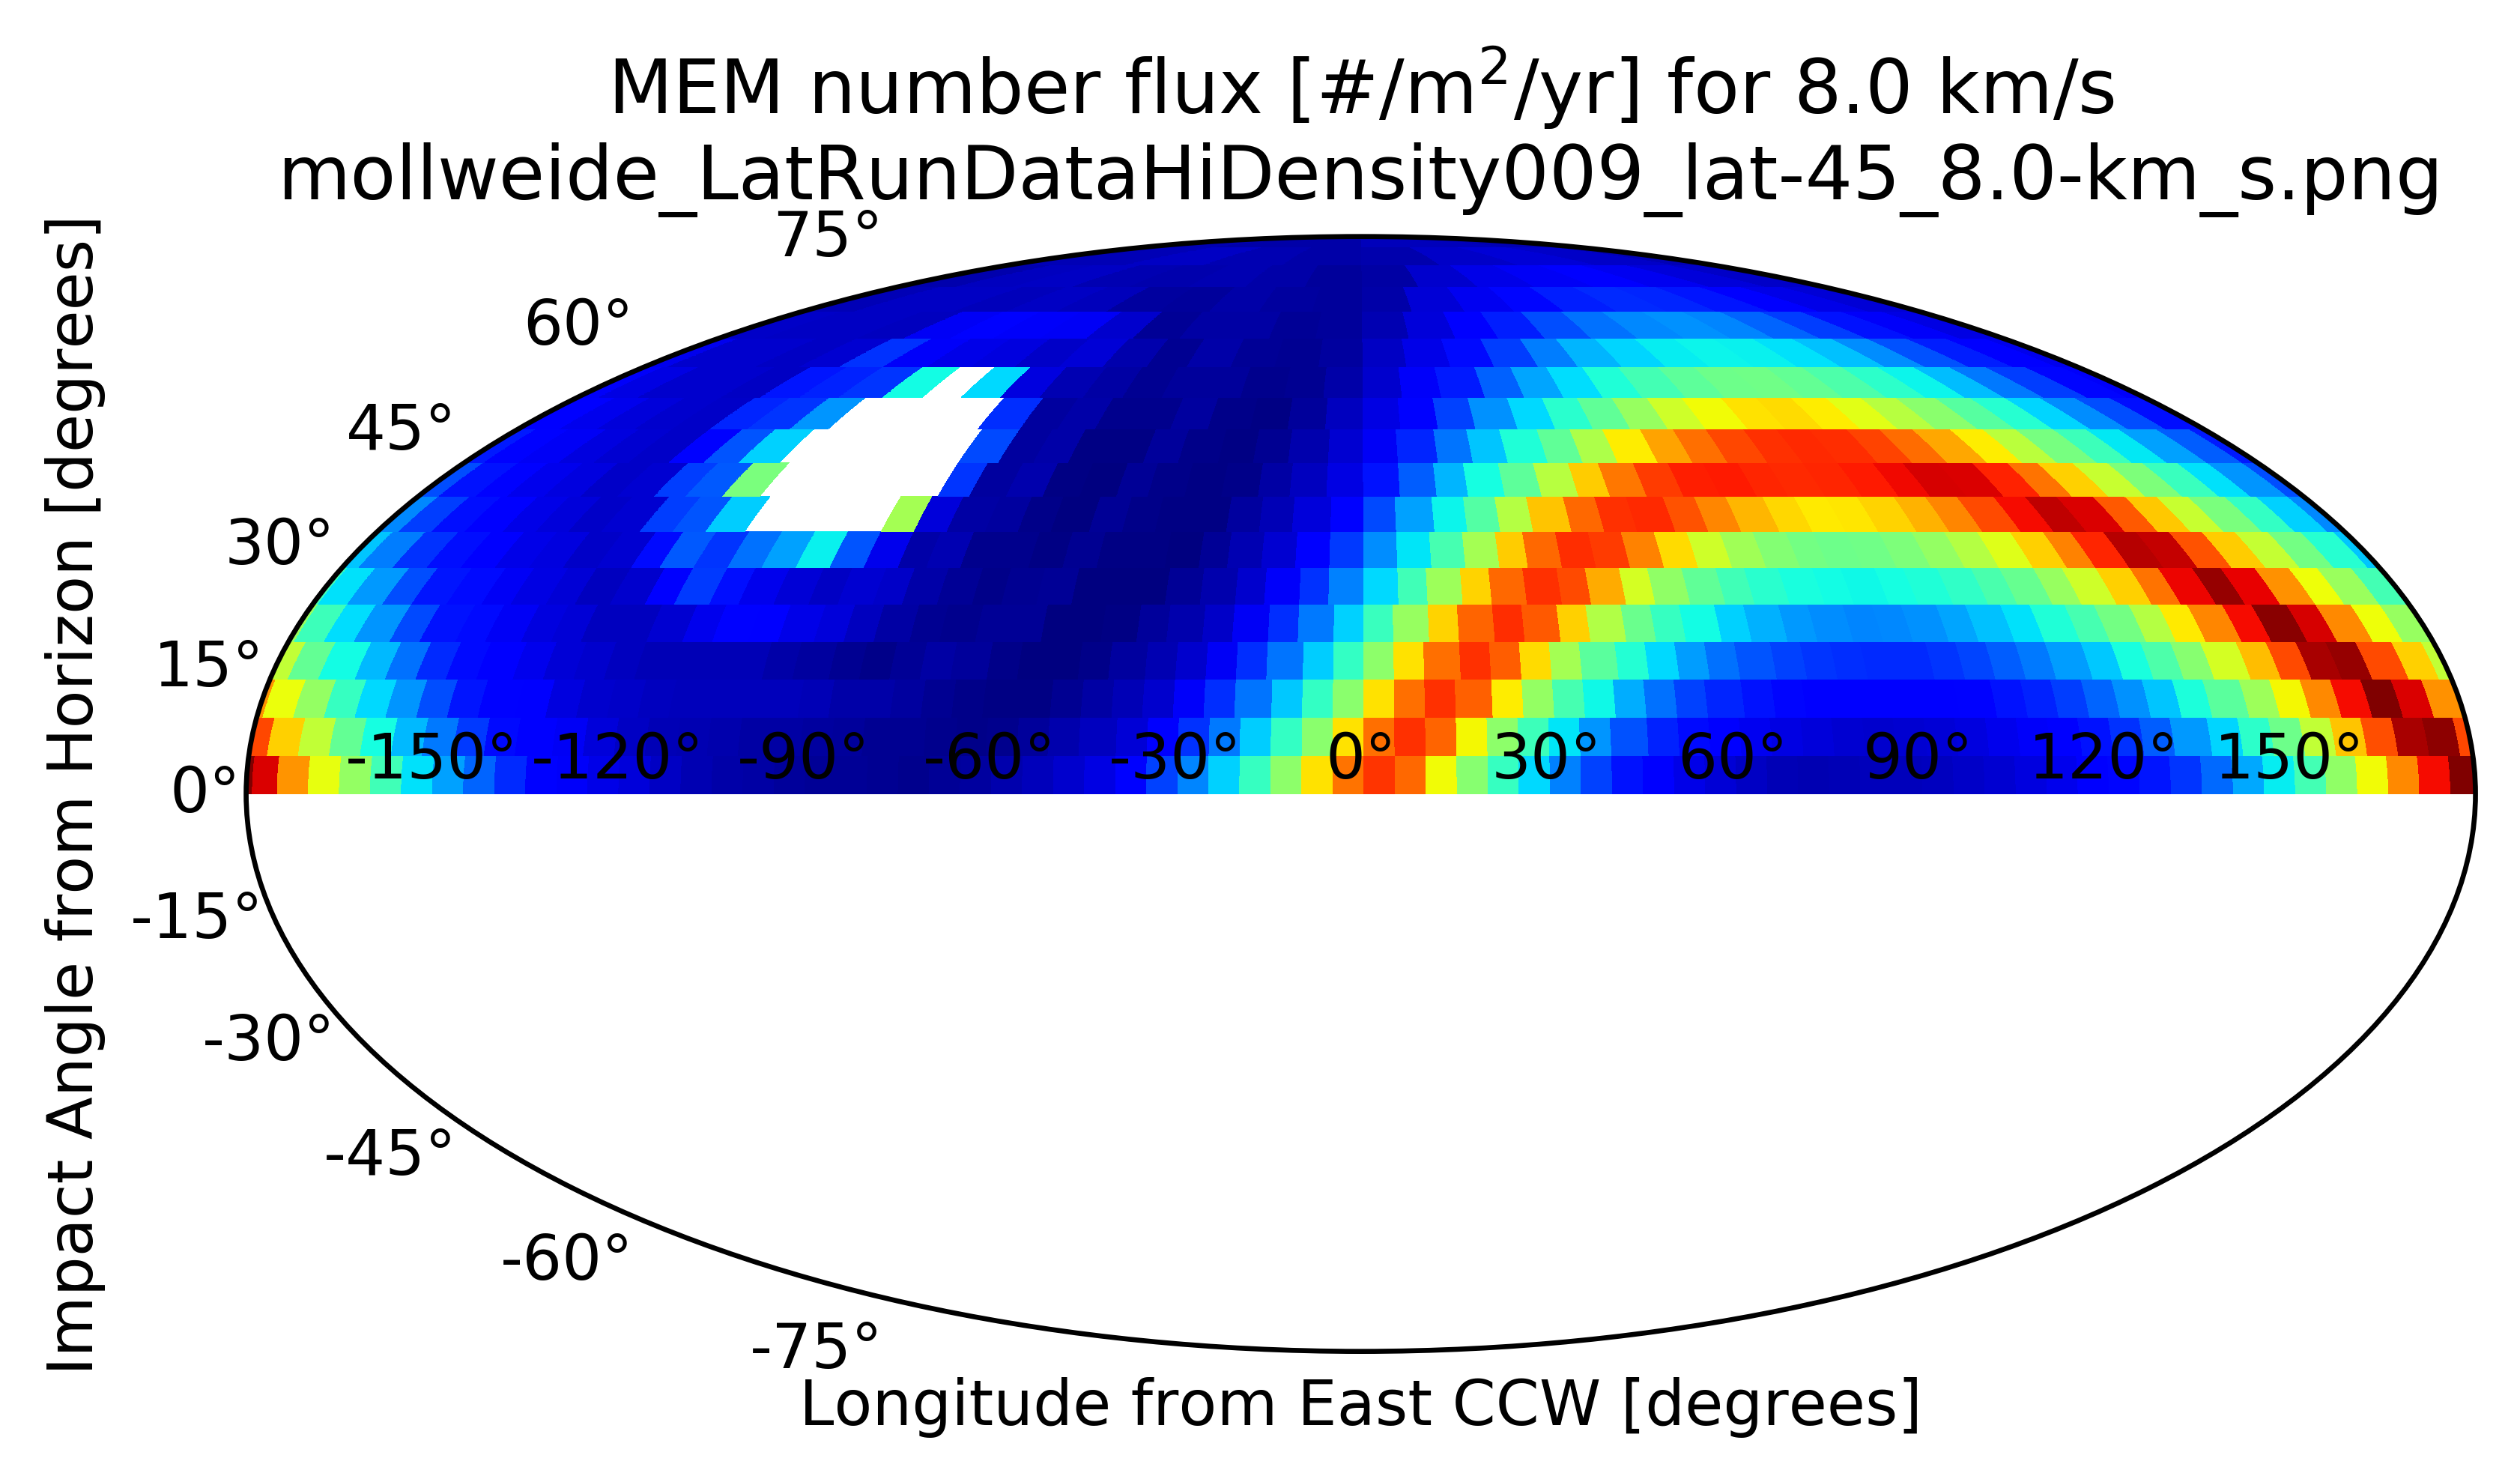 MEM number flux [#/m²/yr] for 8.0 km/s
mollweide_LatRunDataHiDensity009_lat-45_8.0-km_s.png
75°
60°
45°
30°
15°
0°
-15°
-30°
-45°
-60°
-75°
-150° -120° -90° -60° -30° 0° 30° 60° 90° 120° 150°
Impact Angle from Horizon [degrees]
Longitude from East CCW [degrees]